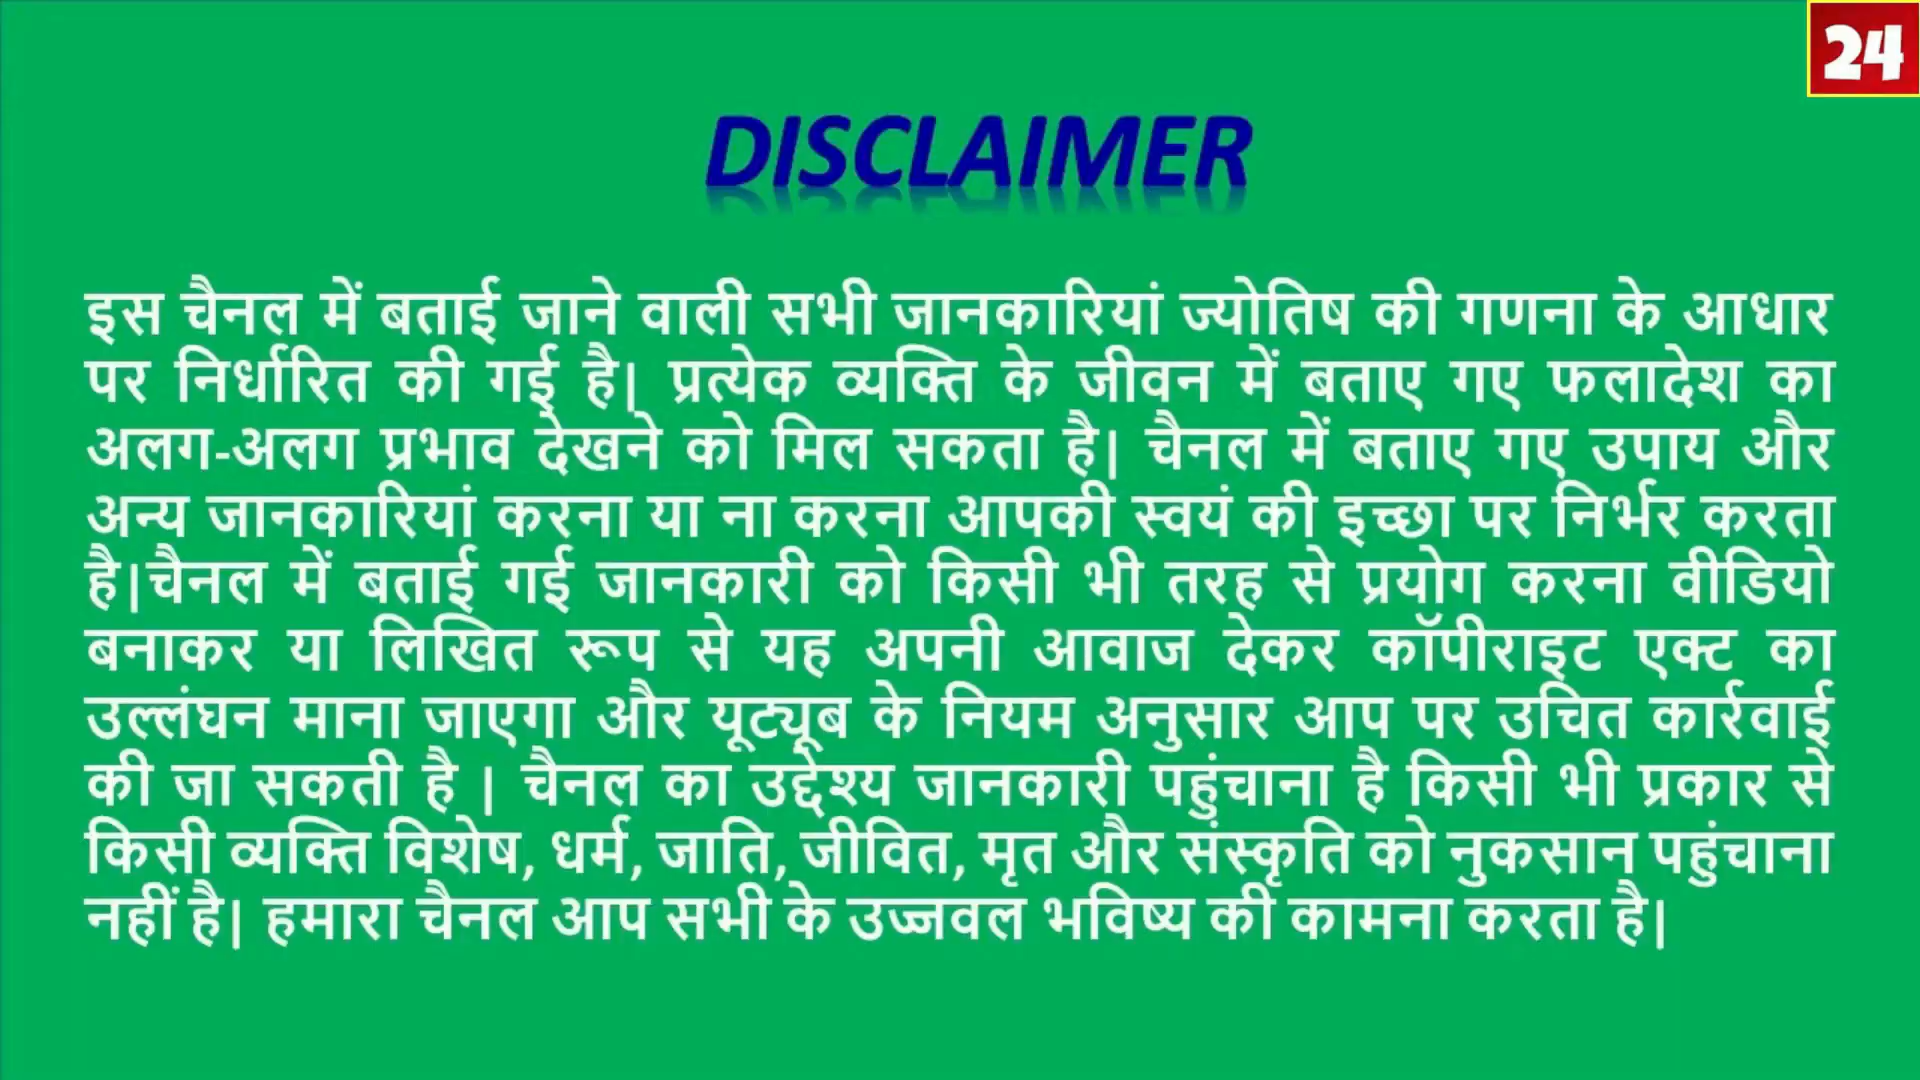 24
DISCLAIMER
इस चैनल में बताई जाने वाली सभी जानकारियां ज्योतिष की गणना के आधार
पर निर्धारित की गई है| प्रत्येक व्यक्ति के जीवन में बताए गए फलादेश का
अलग-अलग प्रभाव देखने को मिल सकता है| चैनल में बताए गए उपाय और
अन्य जानकारियां करना या ना करना आपकी स्वयं की इच्छा पर निर्भर करता
है|चैनल में बताई गई जानकारी को किसी भी तरह से प्रयोग करना वीडियो
बनाकर या लिखित रूप से यह अपनी आवाज देकर कॉपीराइट एक्ट का
उल्लंघन माना जाएगा और यूट्यूब के नियम अनुसार आप पर उचित कार्रवाई
की जा सकती है | चैनल का उद्देश्य जानकारी पहुंचाना है किसी भी प्रकार से
किसी व्यक्ति विशेष, धर्म, जाति, जीवित, मृत और संस्कृति को नुकसान पहुंचाना
नहीं है| हमारा चैनल आप सभी के उज्जवल भविष्य की कामना करता है|